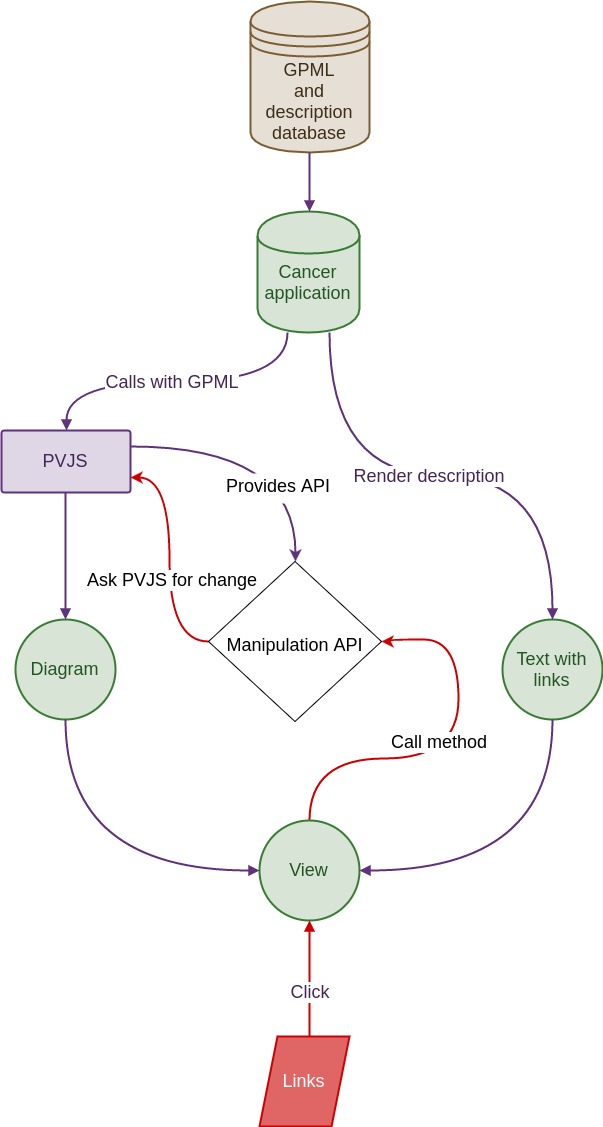 GPML
and
description
database
Cancer
application
Calls with GPML
PVJS
Render description
Provides API
Ask PVJS for change
Manipulation API
Diagram
Text with
links
Call method
View
Click
Links